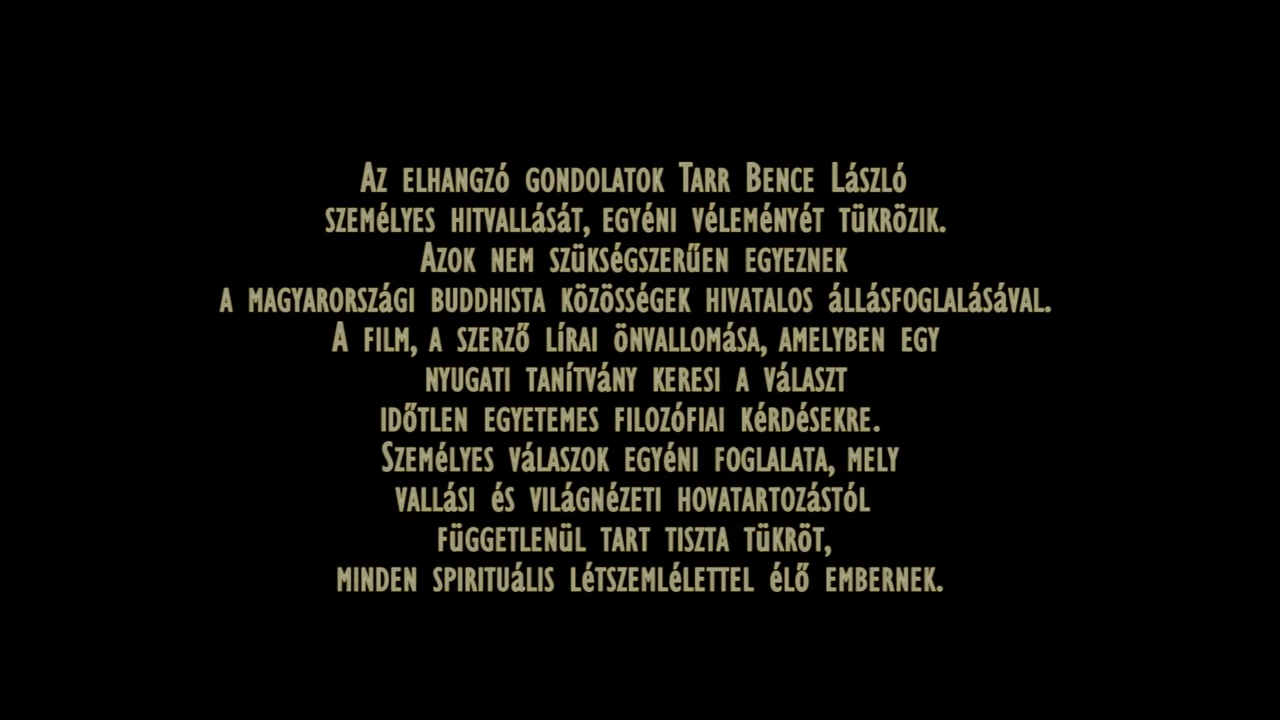 Az elhangzó gondolatok Tarr Bence László
személyes hitvallását, egyéni véleményét tükrözik.
Azok nem szükségszerűen egyeznek
a magyarországi buddhista közösségek hivatalos állásfoglalásával.
A film, a szerző lírai önvallomása, amelyben egy
nyugati tanítvány keresi a választ
időtlen egyetemes filozófiai kérdésekre.
Személyes válaszok egyéni foglalata, mely
vallási és világnézeti hovatartozástól
függetlenül tart tiszta tükröt,
minden spirituális létszemlélettel élő embernek.